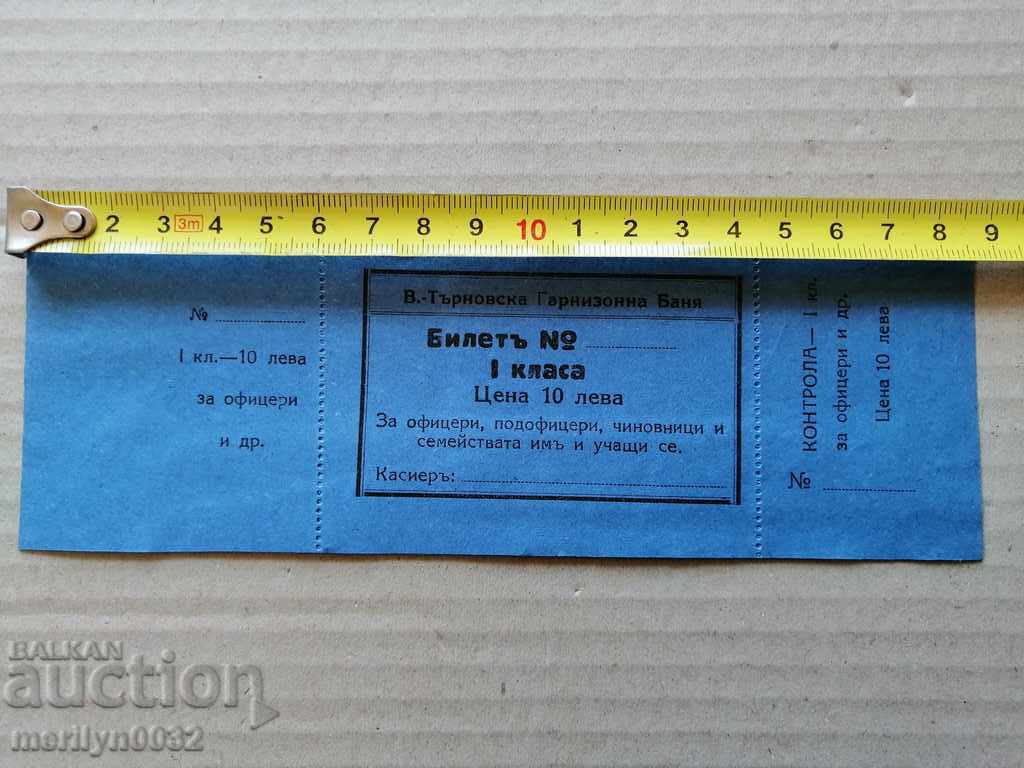 2 3 3m 4 5 6 7 8 9 10 1 2 3 4 5 6 7 8 9
№
I кл.—10 лева
за офицери
и др.
В.-Търновска Гарнизонна Баня
Билетъ №
I класа
Цена 10 лева
За офицери, подофицери, чиновници и
семействата имъ и учащи се.
Касиеръ:
КОНТРОЛА— I кл.
за офицери и др.
Цена 10 лева
№
BALKAN
auction
merilyn0032